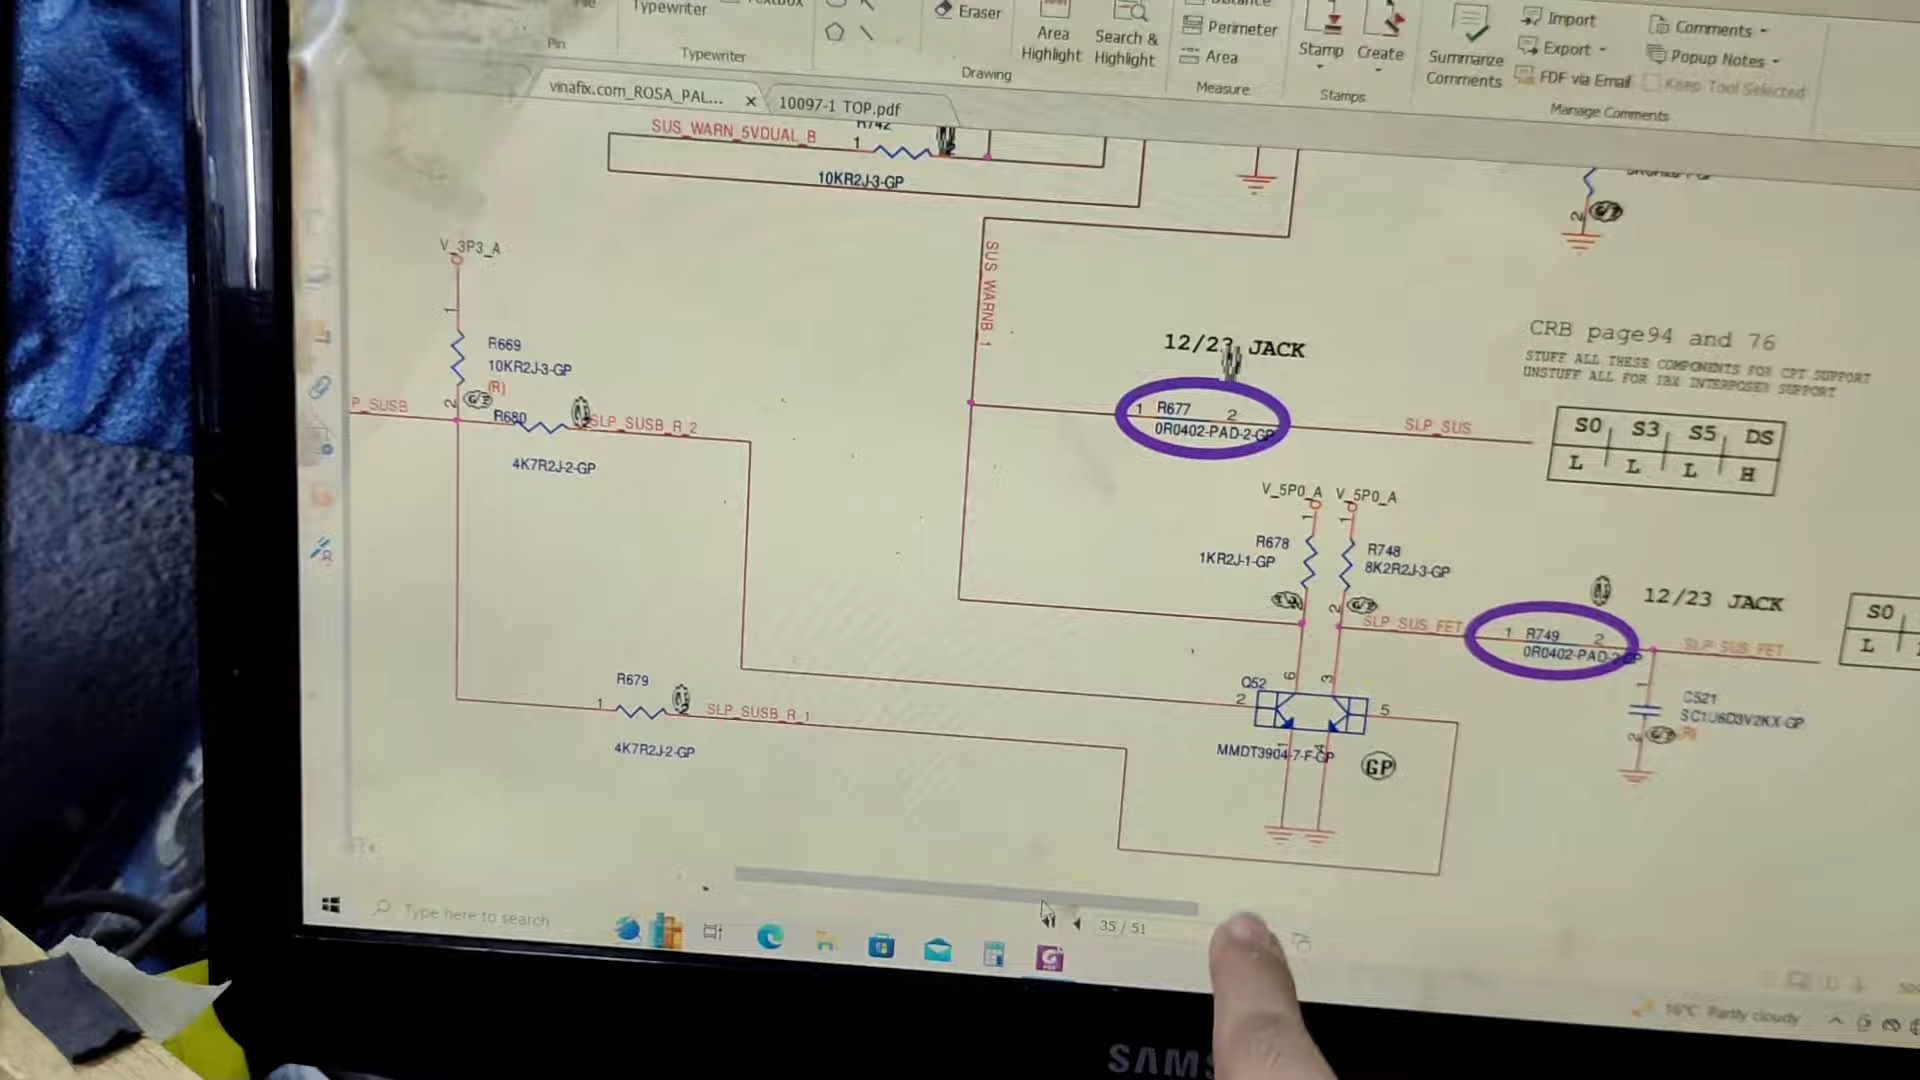 Typewriter
Eraser
Perimeter
Area
Area
Highlight
Search &
Highlight
Stamp
Create
Summarize
Comments
Import
Export
FDF via Email
Comments
Popup Notes
Keep Tool Selected
Pin
Typewriter
Drawing
Measure
Stamps
Manage Comments
vinafix.com_ROSA_PAL... ×
10097-1 TOP.pdf
SUS_WARN_5VDUAL_B
1
R742
10KR2J-3-GP
2
V_3P3_A
1
R669
10KR2J-3-GP
(R)
2
P_SUSB
R680
SLP_SUSB_R_2
4K7R2J-2-GP
SUS_WARNB_1
12/23 JACK
1 R677 2
0R0402-PAD-2-GP
SLP_SUS
CRB page94 and 76
STUFF ALL THESE COMPONENTS FOR CPT SUPPORT
UNSTUFF ALL FOR IBX INTERPOSER SUPPORT
S0 S3 S5 DS
L L L H
V_5P0_A V_5P0_A
1 1
R678
1KR2J-1-GP
R748
8K2R2J-3-GP
2
SLP_SUS_FET
12/23 JACK
1 R749 2
0R0402-PAD-2-GP
SLP_SUS_FET
S0
L
1
C521
SC1U6D3V2KX-GP
2
(R)
R679
1
SLP_SUSB_R_1
4K7R2J-2-GP
Q52
2
6
3
5
1
4
MMDT3904-7-F-GP
GP
Type here to search
35 / 51
16°C Partly cloudy
SAMS